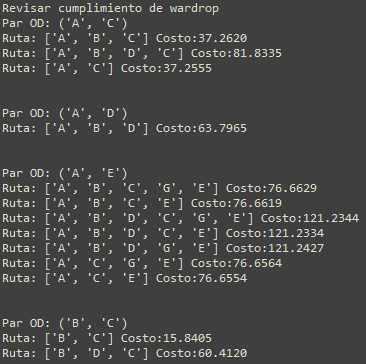 Revisar cumplimiento de wardrop
Par OD: ('A', 'C')
Ruta: ['A', 'B', 'C'] Costo:37.2620
Ruta: ['A', 'B', 'D', 'C'] Costo:81.8335
Ruta: ['A', 'C'] Costo:37.2555
Par OD: ('A', 'D')
Ruta: ['A', 'B', 'D'] Costo:63.7965
Par OD: ('A', 'E')
Ruta: ['A', 'B', 'C', 'G', 'E'] Costo:76.6629
Ruta: ['A', 'B', 'C', 'E'] Costo:76.6619
Ruta: ['A', 'B', 'D', 'C', 'G', 'E'] Costo:121.2344
Ruta: ['A', 'B', 'D', 'C', 'E'] Costo:121.2334
Ruta: ['A', 'B', 'D', 'G', 'E'] Costo:121.2427
Ruta: ['A', 'C', 'G', 'E'] Costo:76.6564
Ruta: ['A', 'C', 'E'] Costo:76.6554
Par OD: ('B', 'C')
Ruta: ['B', 'C'] Costo:15.8405
Ruta: ['B', 'D', 'C'] Costo:60.4120